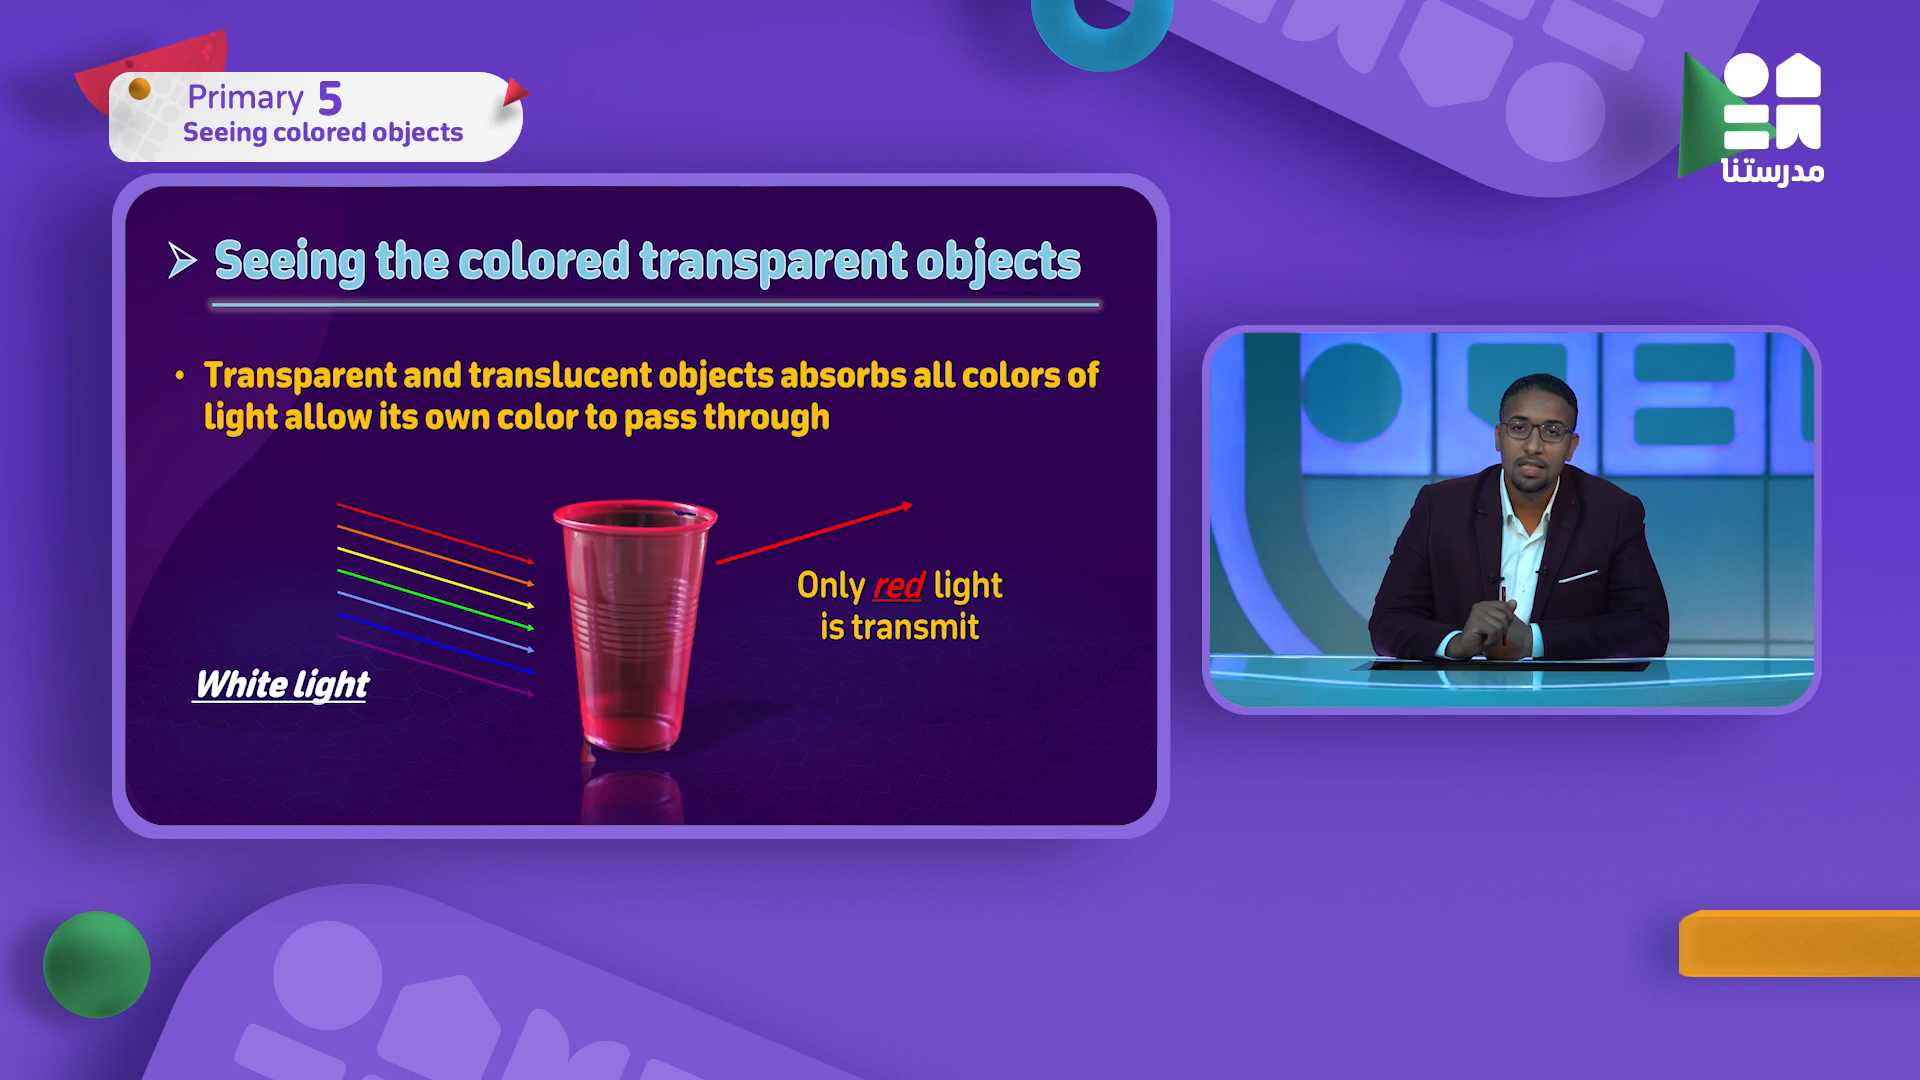 Primary 5
Seeing colored objects
مدرستنا
➢ Seeing the colored transparent objects
• Transparent and translucent objects absorbs all colors of
light allow its own color to pass through
Only red light
is transmit
White light